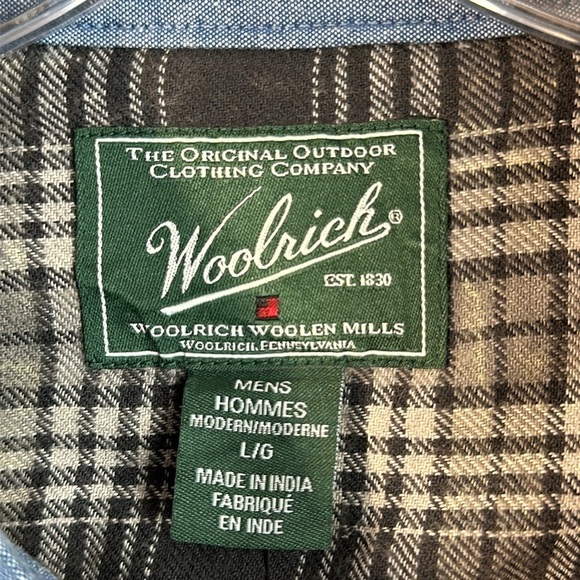 THE ORIGINAL OUTDOOR
CLOTHING COMPANY
Woolrich®
EST. 1830
WOOLRICH WOOLEN MILLS
WOOLRICH, PENNSYLVANIA
MENS
HOMMES
MODERN/MODERNE
L/G
MADE IN INDIA
FABRIQUÉ
EN INDE